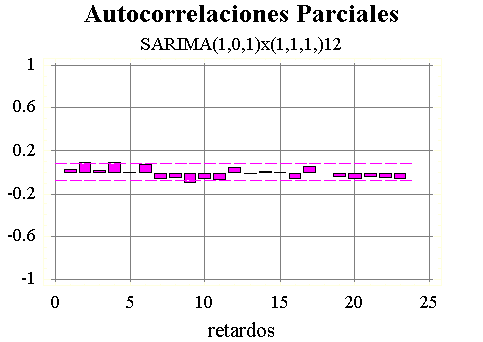 Autocorrelaciones Parciales
SARIMA(1,0,1)x(1,1,1,)12
1
0.6
0.2
-0.2
-0.6
-1
0 5 10 15 20 25
retardos